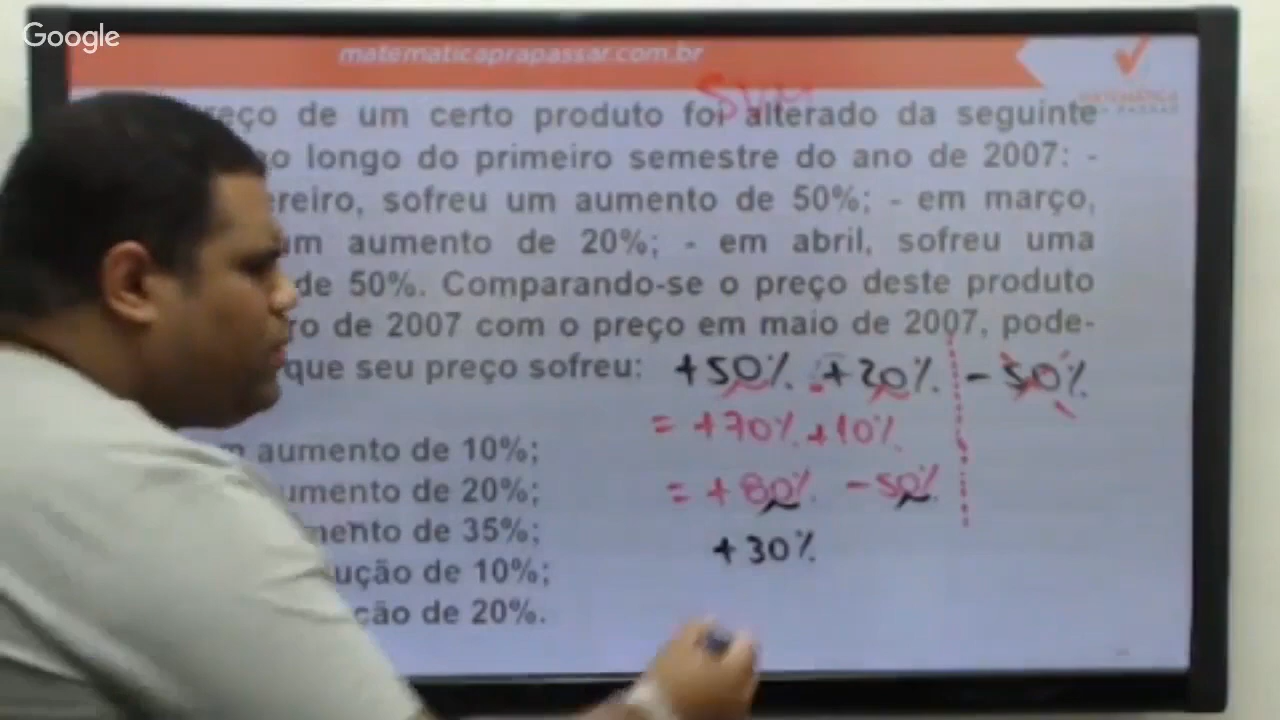 Google
matematicaprapassar.com.br
SVM
preço de um certo produto foi alterado da seguinte
ao longo do primeiro semestre do ano de 2007: -
ereiro, sofreu um aumento de 50%; - em março,
um aumento de 20%; - em abril, sofreu uma
de 50%. Comparando-se o preço deste produto
ro de 2007 com o preço em maio de 2007, pode-
que seu preço sofreu:
+50% . +20% - 50%
= +70% +10%
= +80% -50%
+30%
m aumento de 10%;
umento de 20%;
mento de 35%;
ução de 10%;
ção de 20%.